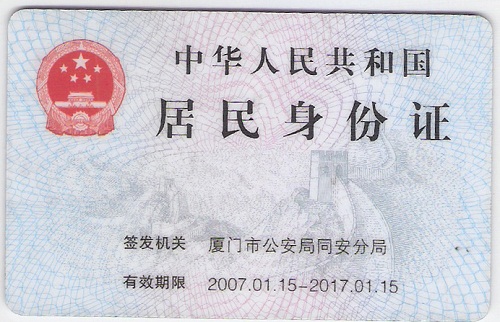 中华人民共和国
居民身份证
签发机关 厦门市公安局同安分局
有效期限 2007.01.15-2017.01.15